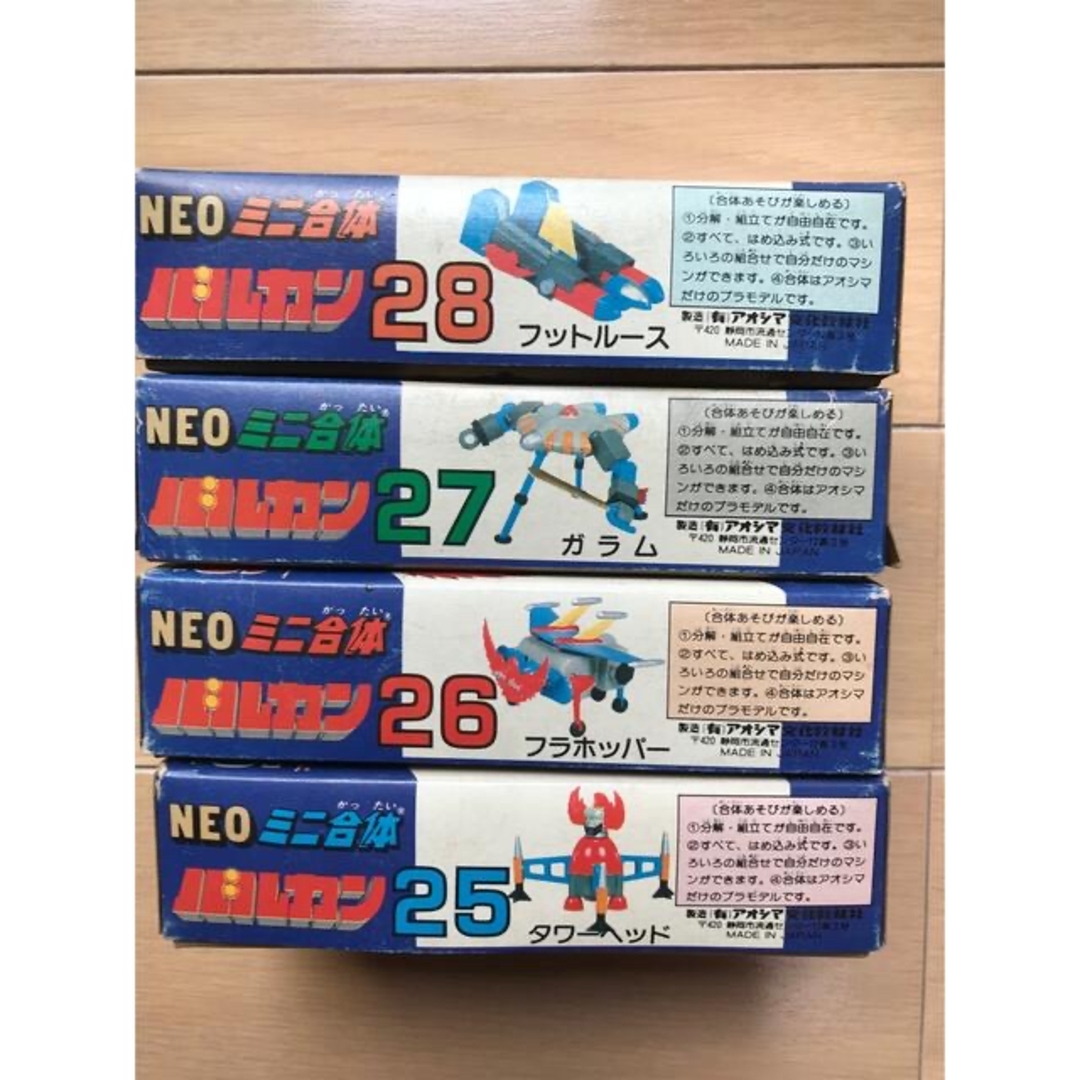 NEO ミニ合体
がったい®
バルカン 28
フットルース
〔合体あそびが楽しめる〕
①分解・組立てが自由自在です。
②すべて、はめ込み式です。③い
ろいろの組合せで自分だけのマシ
ンができます。④合体はアオシマ
だけのプラモデルです。
製造(有)アオシマ文化教材社
〒420 静岡市流通センター
MADE IN JAPAN
NEO ミニ合体
がったい®
バルカン 27
ガラム
〔合体あそびが楽しめる〕
①分解・組立てが自由自在です。
②すべて、はめ込み式です。③い
ろいろの組合せで自分だけのマシ
ンができます。④合体はアオシマ
だけのプラモデルです。
製造(有)アオシマ文化教材社
〒420 静岡市流通センター
MADE IN JAPAN
NEO ミニ合体
がったい®
バルカン 26
フラホッパー
〔合体あそびが楽しめる〕
①分解・組立てが自由自在です。
②すべて、はめ込み式です。③い
ろいろの組合せで自分だけのマシ
ンができます。④合体はアオシマ
だけのプラモデルです。
製造(有)アオシマ文化教材社
〒420 静岡市流通センター
MADE IN JAPAN
NEO ミニ合体
がったい®
バルカン 25
タワーヘッド
〔合体あそびが楽しめる〕
①分解・組立てが自由自在です。
②すべて、はめ込み式です。③い
ろいろの組合せで自分だけのマシ
ンができます。④合体はアオシマ
だけのプラモデルです。
製造(有)アオシマ文化教材社
〒420 静岡市流通センター
MADE IN JAPAN